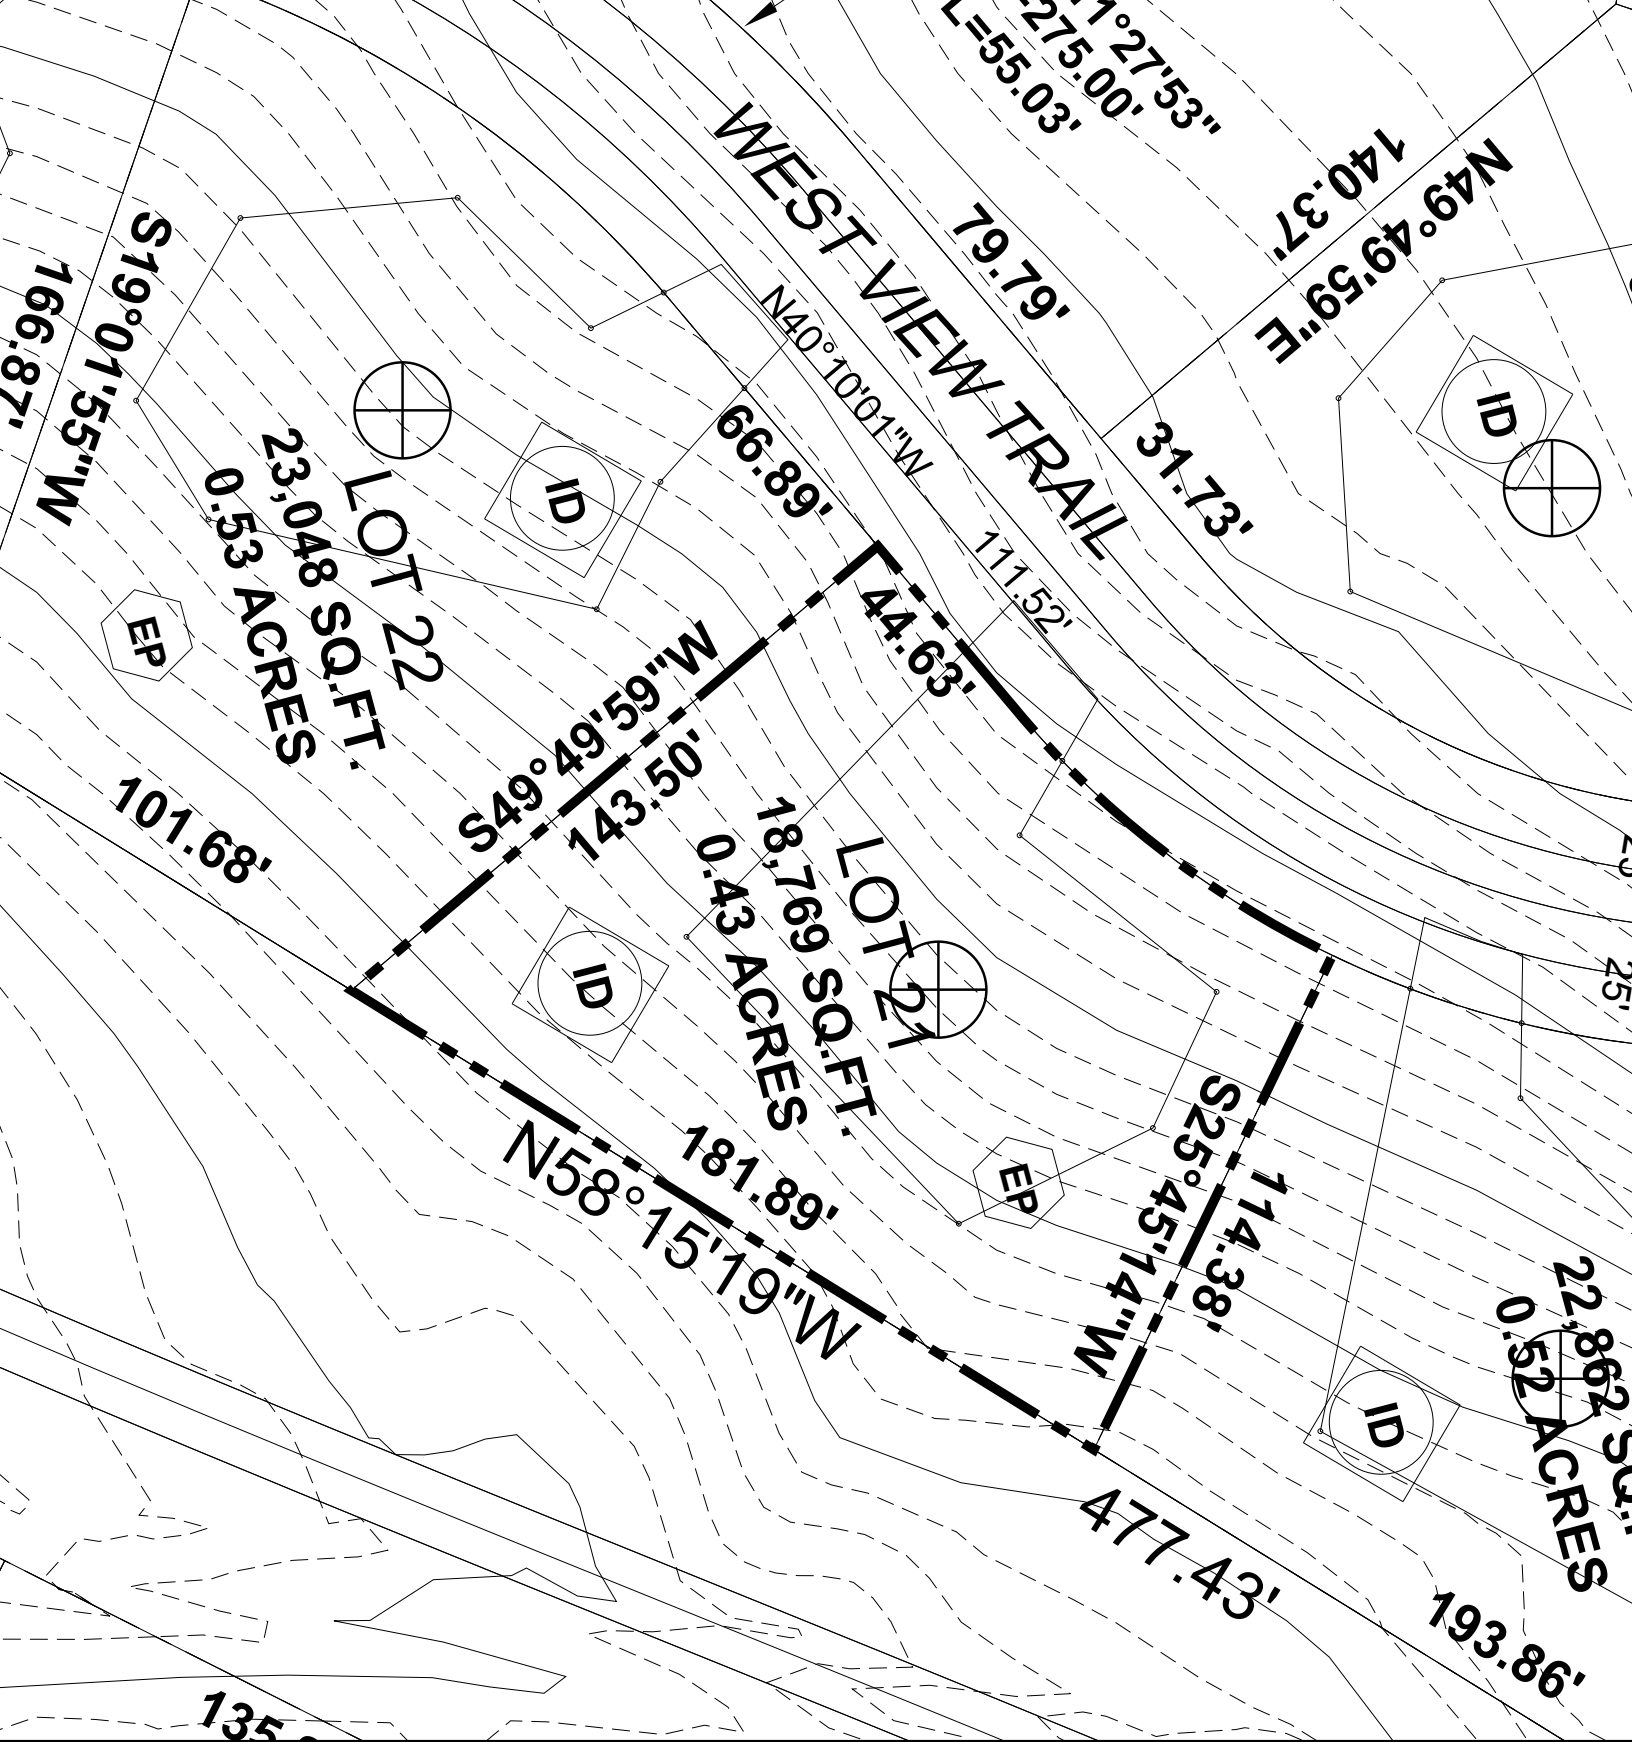 1°27'53"
275.00'
L=55.03'
WEST VIEW TRAIL
79.79'
140.37'
N49°49'59"E
N40°10'01"W
111.52'
31.73'
66.89'
44.63'
S19°01'55"W
166.87'
ID
ID
LOT 22
23,048 SQ.FT.
0.53 ACRES
EP
S49°49'59"W
143.50'
101.68'
LOT 21
18,769 SQ.FT.
0.43 ACRES
ID
EP
S25°45'14"W
114.38'
181.89'
N58°15'19"W
25'
ID
22,862
0.52 ACRES
477.43'
193.86'